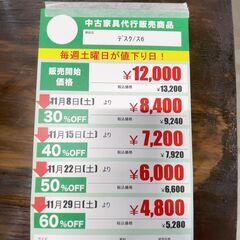 中古家具代行販売商品
デスク/ス6
毎週土曜日が値下り日!
販売開始
価格
¥12,000
税込価格 ¥13,200
11月8日(土)より
30%OFF
¥8,400
税込価格 ¥9,240
11月15日(土)より
40%OFF
¥7,200
税込価格 ¥7,920
11月22日(土)より
50%OFF
¥6,000
税込価格 ¥6,600
11月29日(土)より
60%OFF
¥4,800
税込価格 ¥5,280